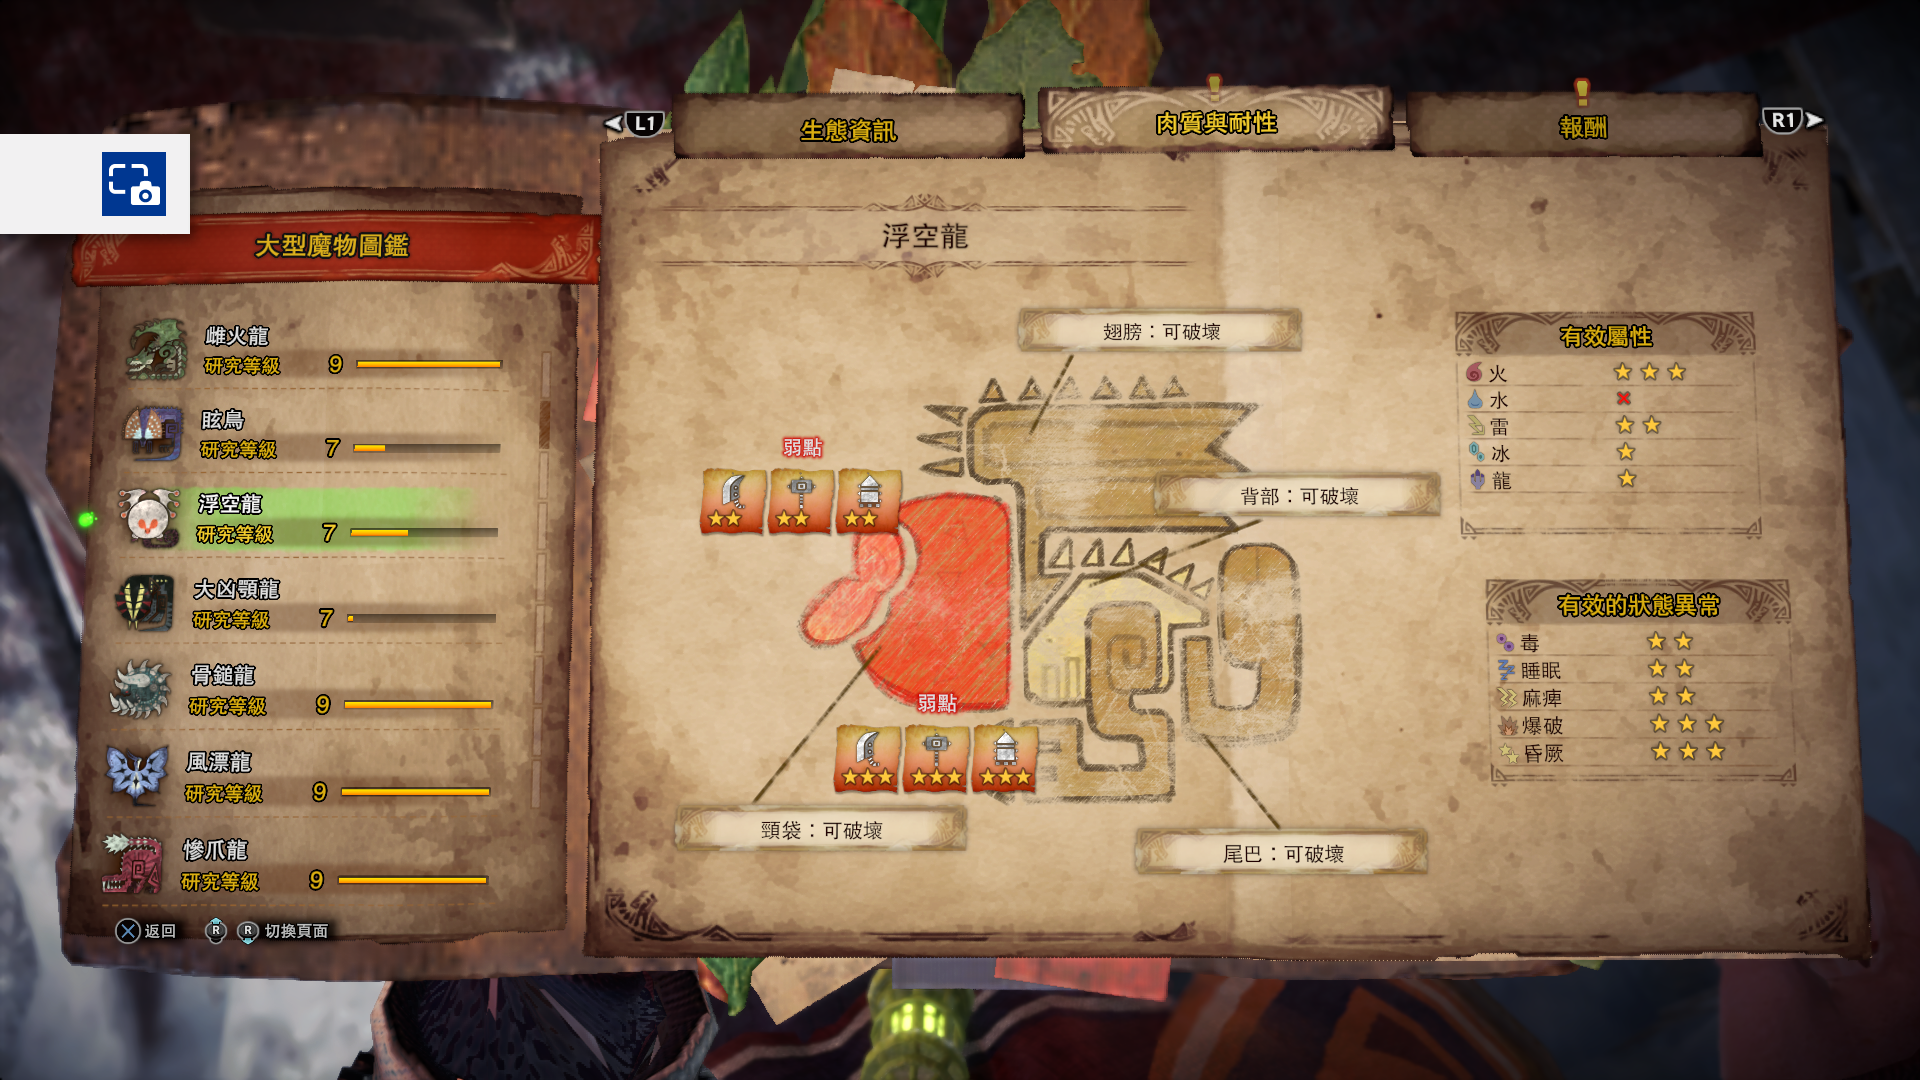 L1
生態資訊
肉質與耐性
報酬
R1
大型魔物圖鑑
雌火龍
研究等級 9
眩鳥
研究等級 7
浮空龍
研究等級 7
大凶顎龍
研究等級 7
骨鎚龍
研究等級 9
風漂龍
研究等級 9
慘爪龍
研究等級 9
返回
R R 切換頁面
浮空龍
翅膀：可破壞
弱點
背部：可破壞
弱點
頸袋：可破壞
尾巴：可破壞
有效屬性
火
水
雷
冰
龍
有效的狀態異常
毒
睡眠
麻痺
爆破
昏厥